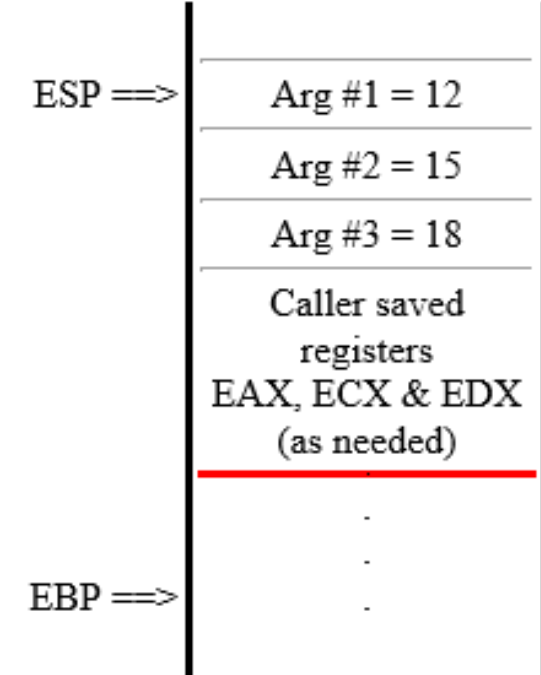 ESP ==> Arg #1 = 12
Arg #2 = 15
Arg #3 = 18
Caller saved
registers
EAX, ECX & EDX
(as needed)
.
.
EBP ==> .